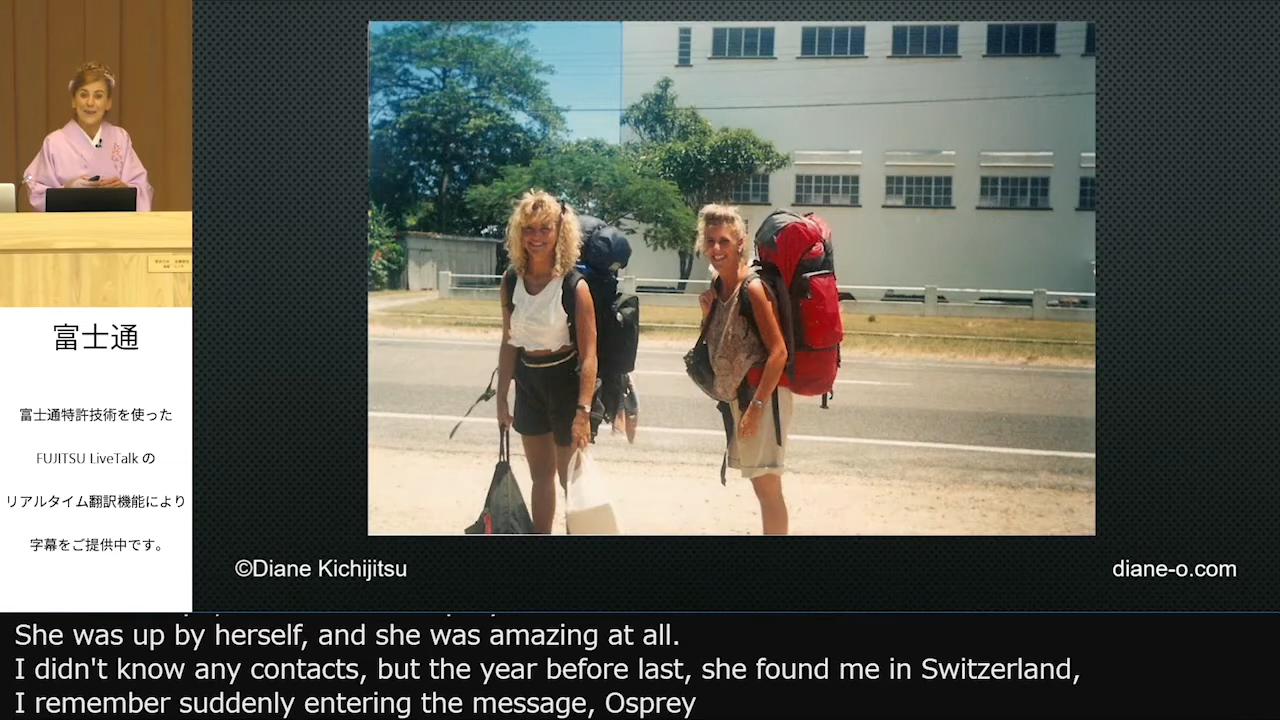 富士通
富士通特許技術を使った
FUJITSU LiveTalk の
リアルタイム翻訳機能により
字幕をご提供中です。
©Diane Kichijitsu
diane-o.com
She was up by herself, and she was amazing at all.
I didn't know any contacts, but the year before last, she found me in Switzerland,
I remember suddenly entering the message, Osprey